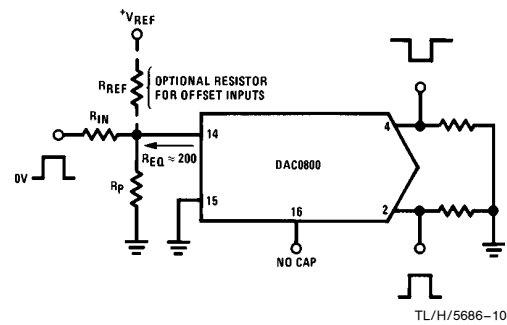 +VREF
RREF
OPTIONAL RESISTOR
FOR OFFSET INPUTS
RIN
14
4
REQ ≈ 200
DAC0800
0V
RP
15
16
2
NO CAP
TL/H/5686–10